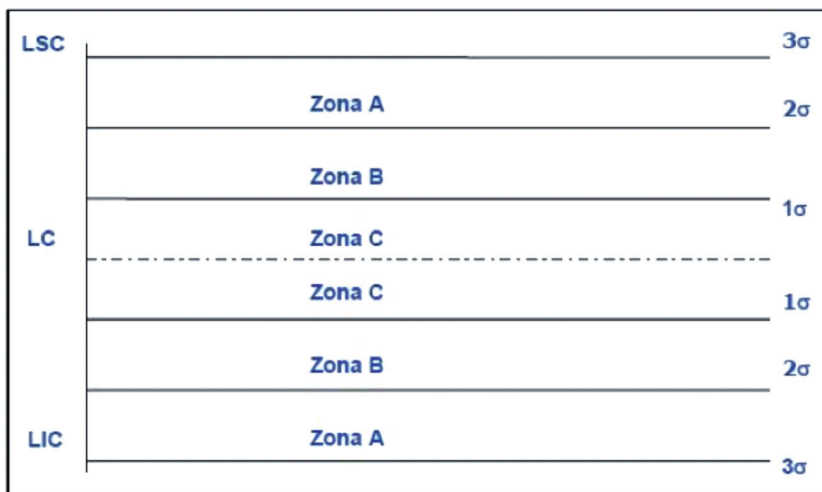 LSC
3σ
Zona A
2σ
Zona B
1σ
LC
Zona C
Zona C
1σ
Zona B
2σ
LIC
Zona A
3σ